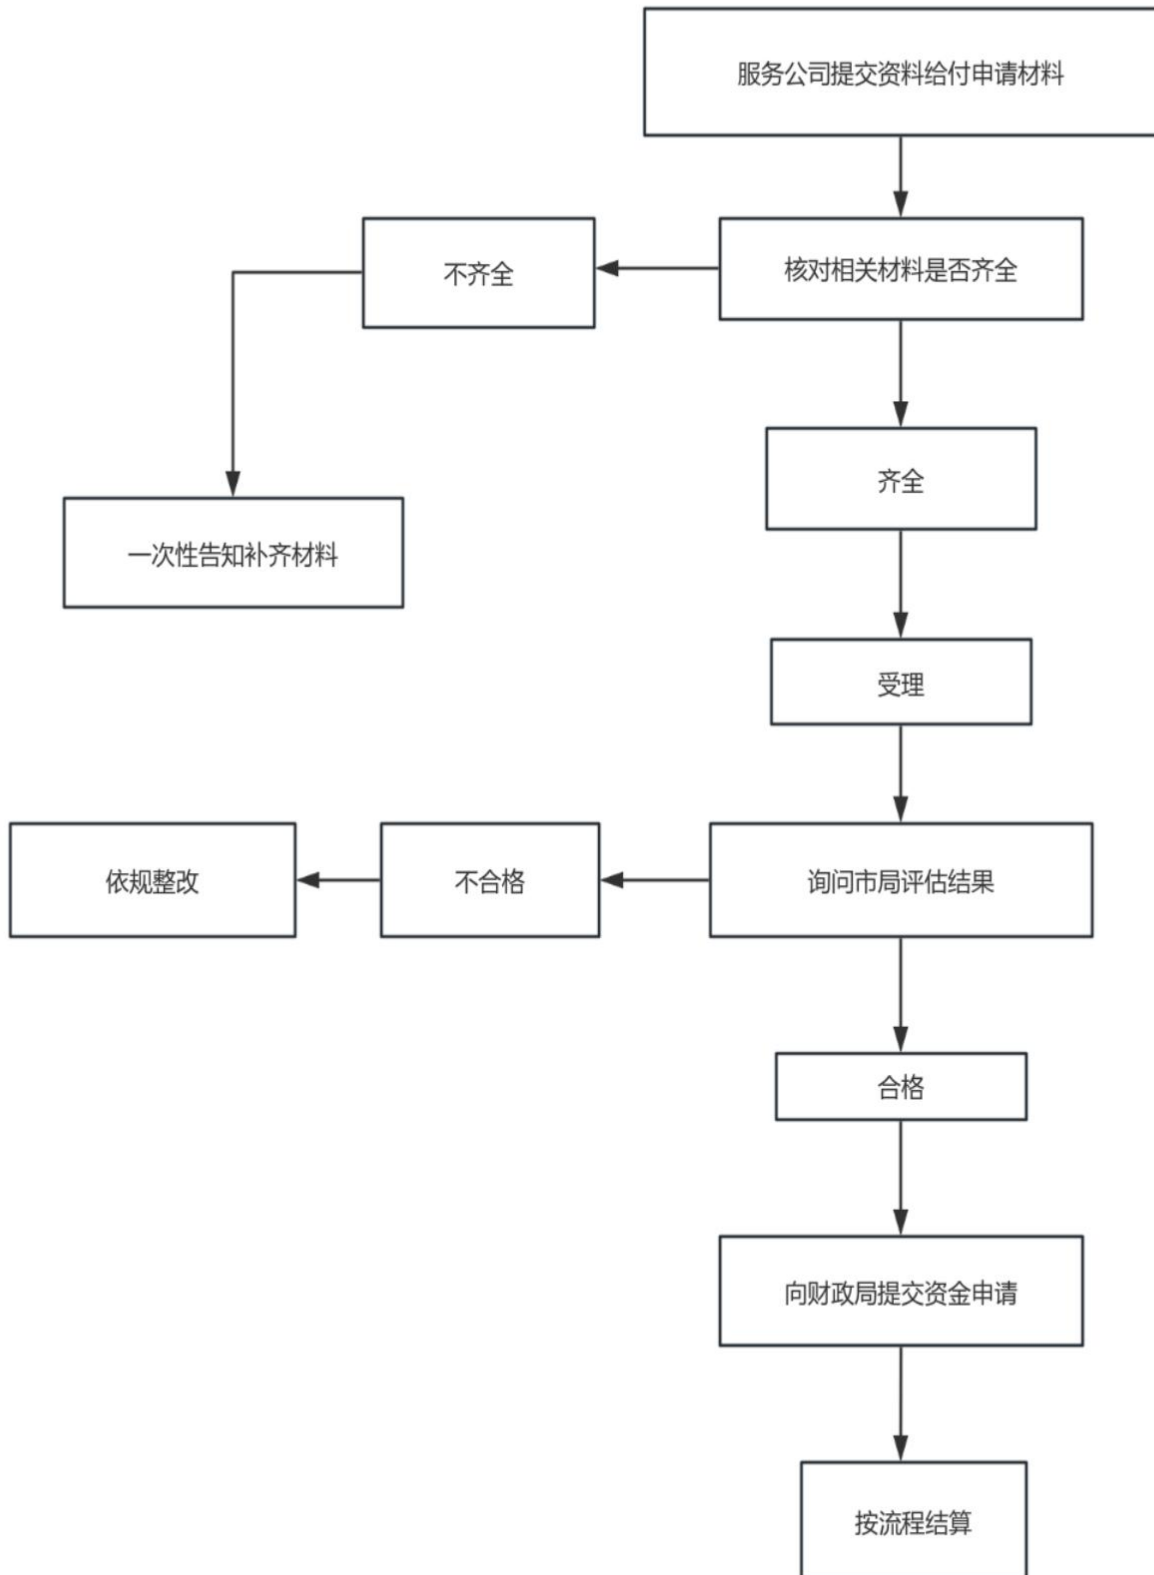 服务公司提交资料给付申请材料
核对相关材料是否齐全
不齐全
齐全
一次性告知补齐材料
受理
询问市局评估结果
不合格
依规整改
合格
向财政局提交资金申请
按流程结算